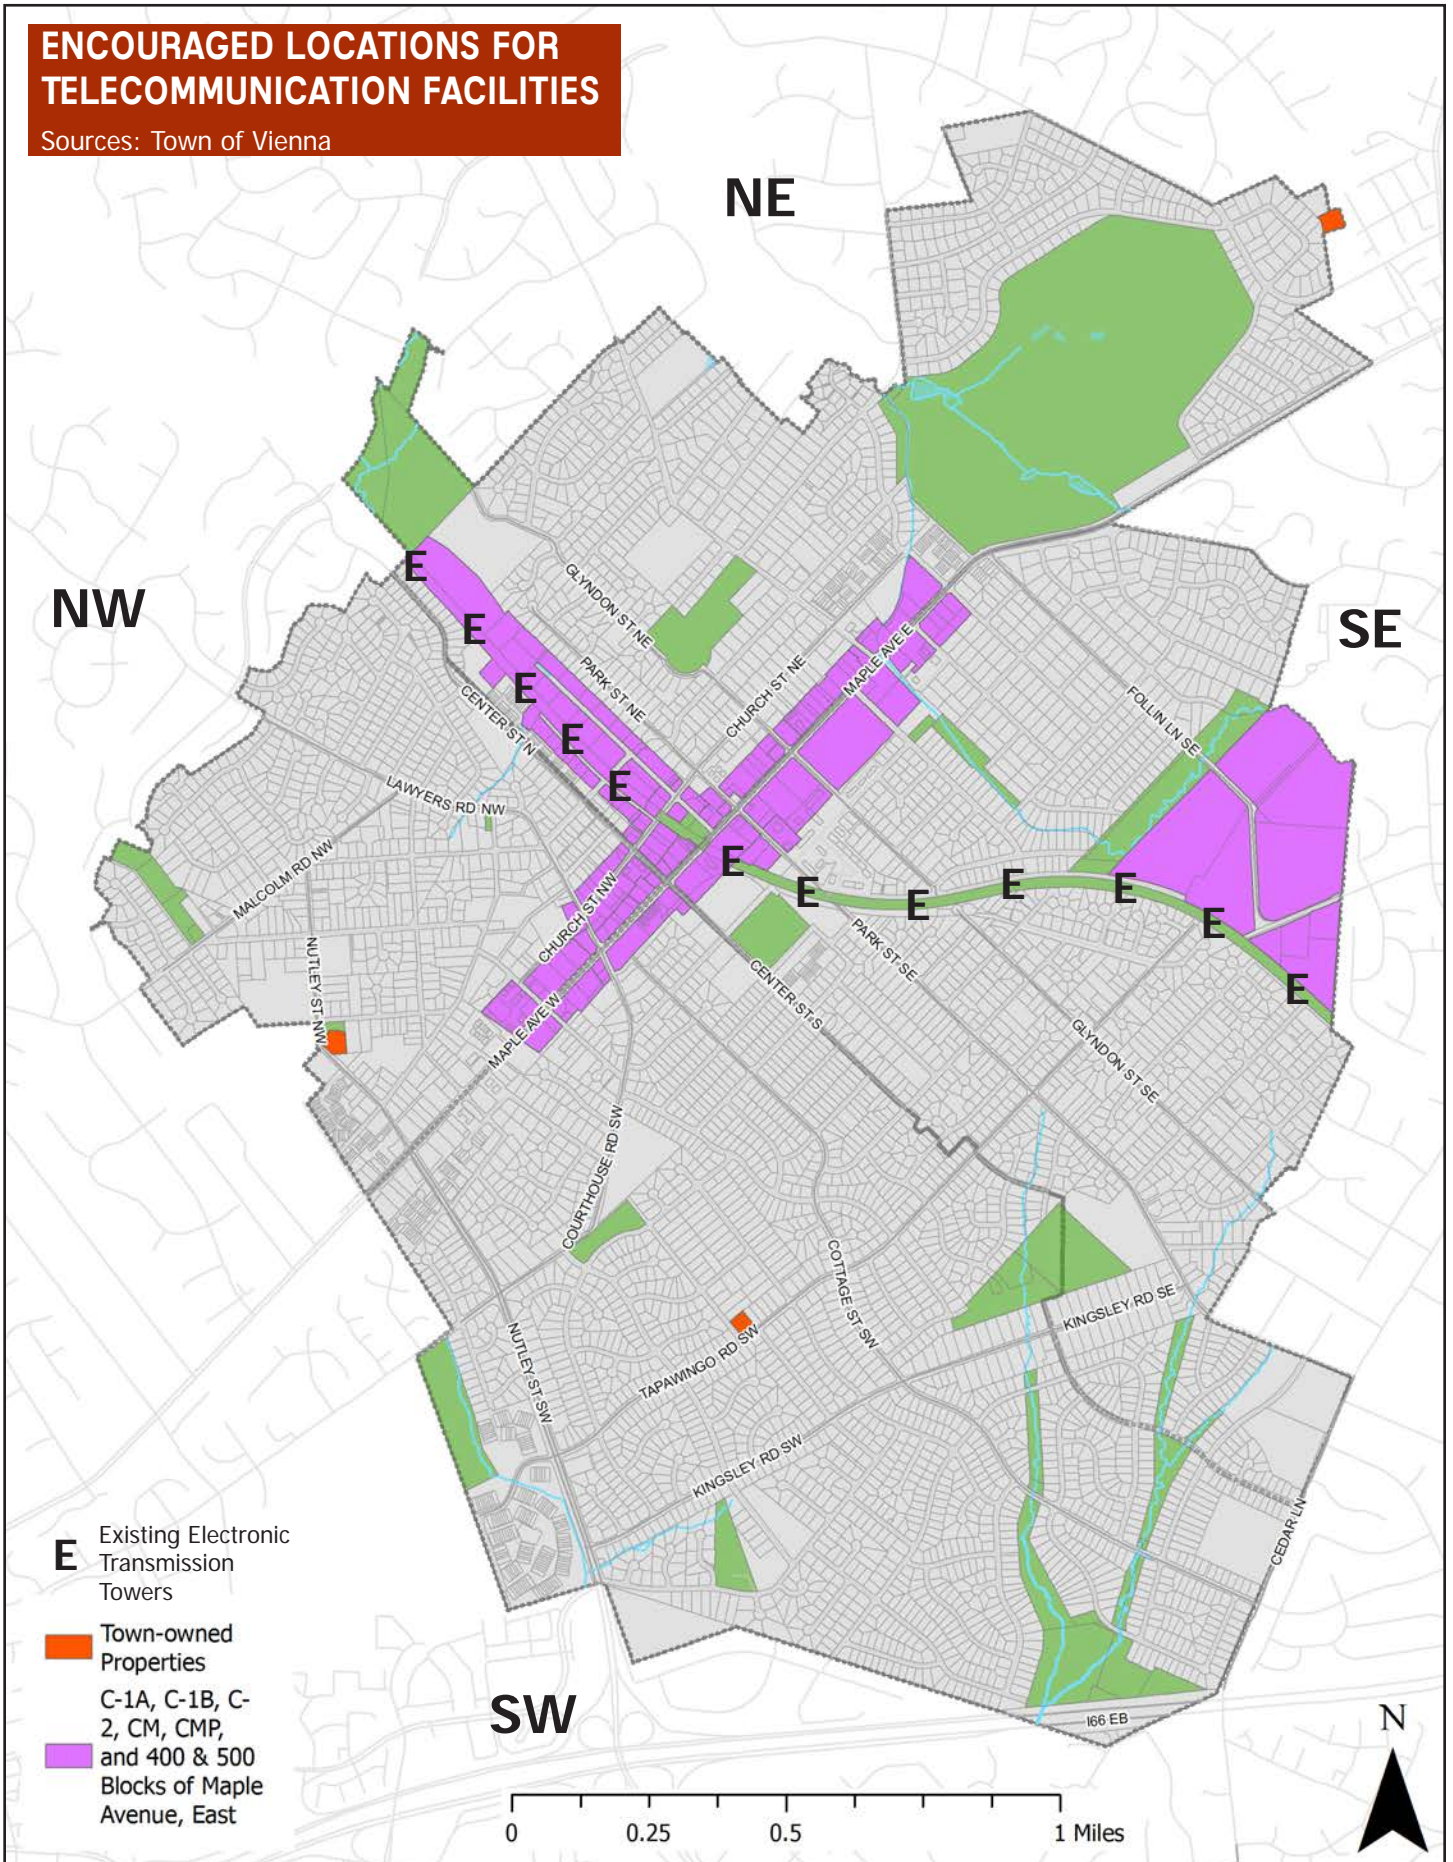 ENCOURAGED LOCATIONS FOR
TELECOMMUNICATION FACILITIES
Sources: Town of Vienna
NE
NW
SE
SW
E
E
E
E
E
E
E
E
E
E
E
E
GLYNDON ST NE
PARK ST NE
CHURCH ST NE
MAPLE AVE E
CENTER ST N
LAWYERS RD NW
MALCOLM RD NW
NUTLEY ST NW
CHURCH ST NW
MAPLE AVE W
FOLLIN LN SE
PARK ST SE
CENTER ST S
GLYNDON ST SE
COURTHOUSE RD SW
COTTAGE ST SW
TAPAWINGO RD SW
NUTLEY ST SW
KINGSLEY RD SE
KINGSLEY RD SW
CEDAR LN
I66 EB
E
Existing Electronic
Transmission
Towers
Town-owned
Properties
C-1A, C-1B, C-
2, CM, CMP,
and 400 & 500
Blocks of Maple
Avenue, East
0 0.25 0.5 1 Miles
N